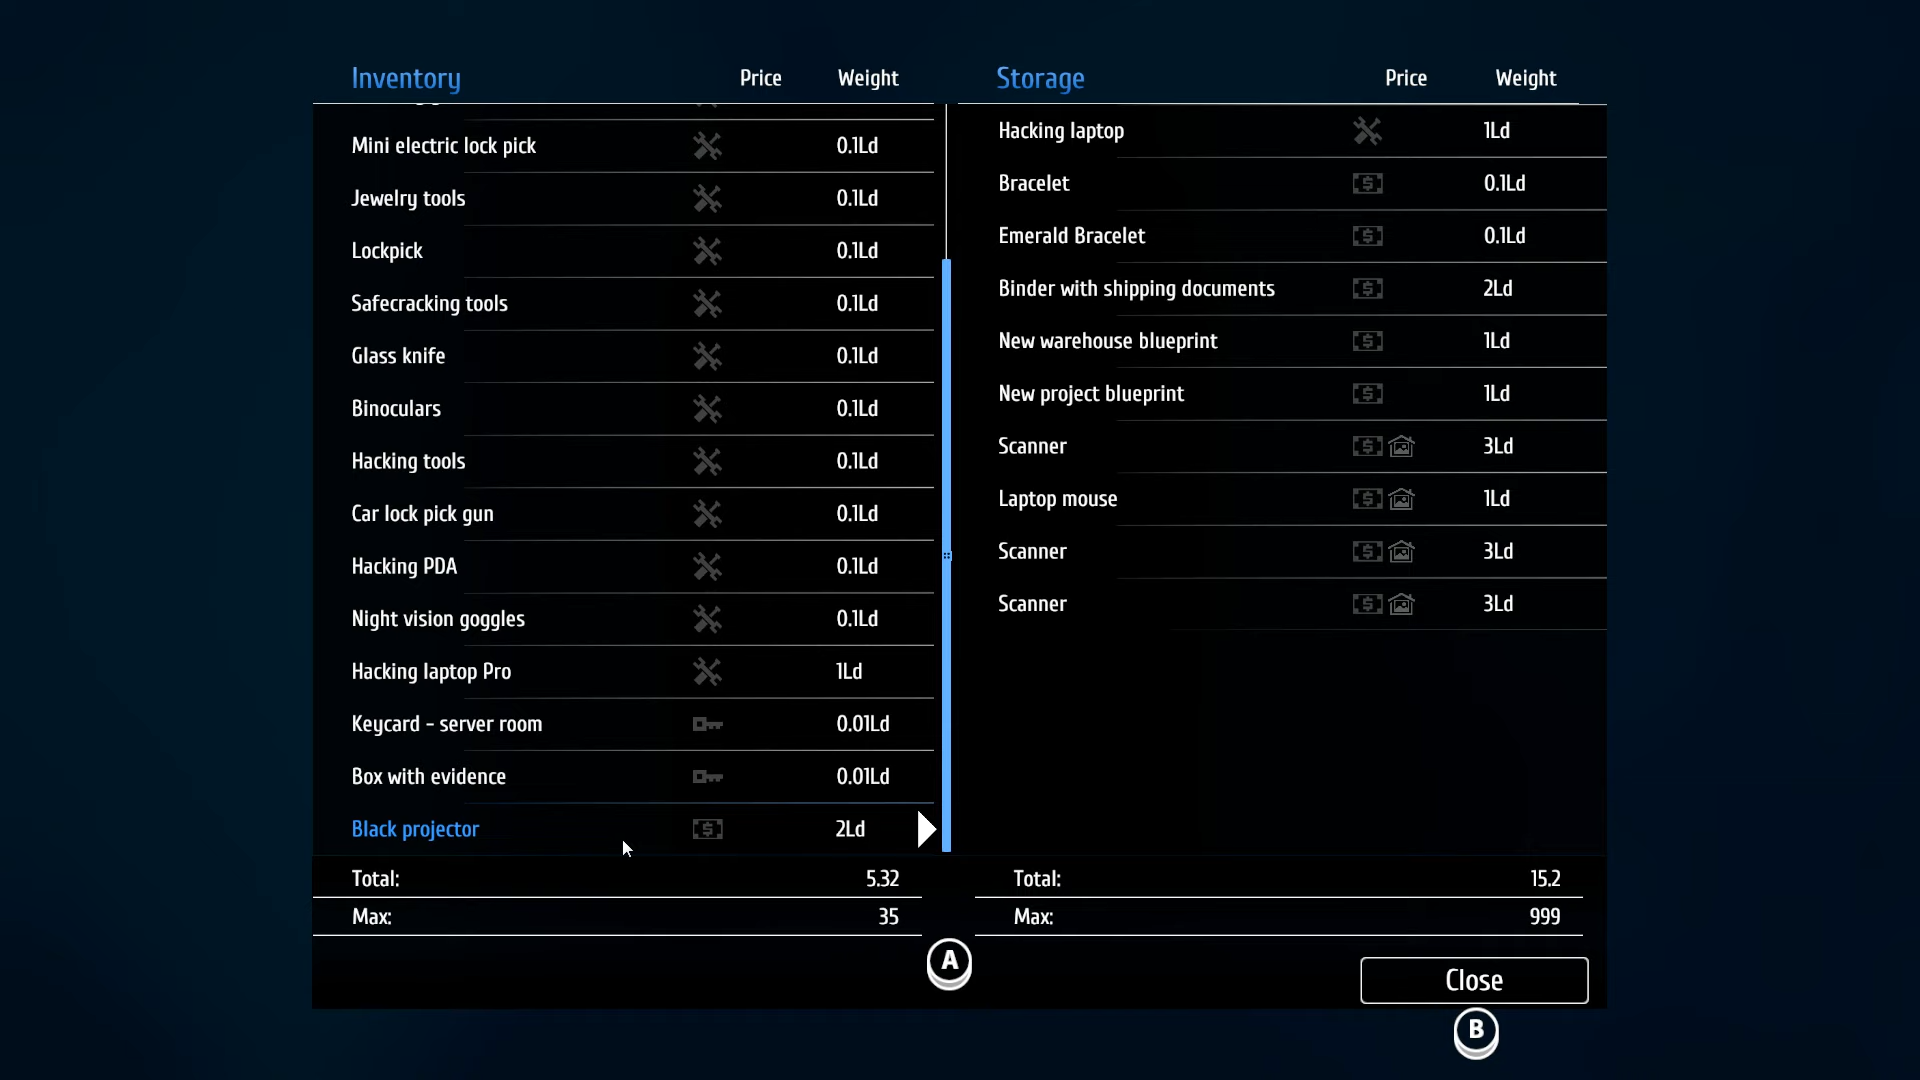 Inventory Price Weight
Mini electric lock pick 0.1Ld
Jewelry tools 0.1Ld
Lockpick 0.1Ld
Safecracking tools 0.1Ld
Glass knife 0.1Ld
Binoculars 0.1Ld
Hacking tools 0.1Ld
Car lock pick gun 0.1Ld
Hacking PDA 0.1Ld
Night vision goggles 0.1Ld
Hacking laptop Pro 1Ld
Keycard - server room 0.01Ld
Box with evidence 0.01Ld
Black projector 2Ld
Total: 5.32
Max: 35
Storage Price Weight
Hacking laptop 1Ld
Bracelet 0.1Ld
Emerald Bracelet 0.1Ld
Binder with shipping documents 2Ld
New warehouse blueprint 1Ld
New project blueprint 1Ld
Scanner 3Ld
Laptop mouse 1Ld
Scanner 3Ld
Scanner 3Ld
Total: 15.2
Max: 999
A
Close
B